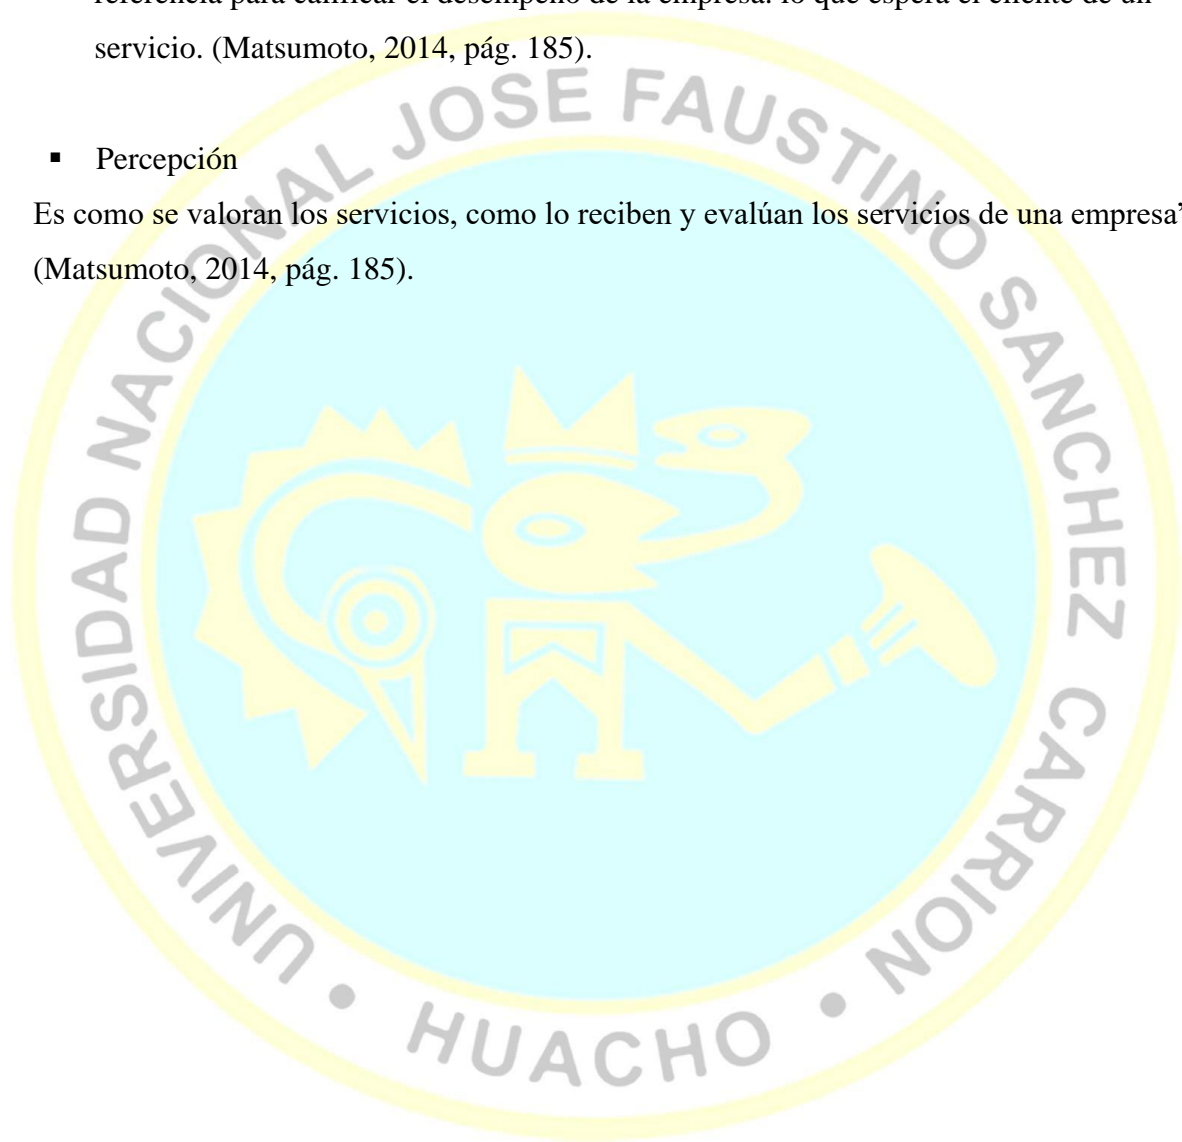 referencia para calificar el desempeño de la empresa. lo que espera el cliente de un
servicio. (Matsumoto, 2014, pág. 185).
▪ Percepción
Es como se valoran los servicios, como lo reciben y evalúan los servicios de una empresa”
(Matsumoto, 2014, pág. 185).
UNIVERSIDAD NACIONAL JOSE FAUSTINO SANCHEZ CARRION • HUACHO •